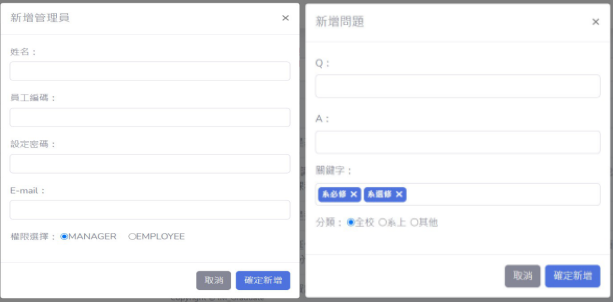 新增管理員 ×
姓名：
員工編碼：
設定密碼：
E-mail：
權限選擇： MANAGER EMPLOYEE
取消 確定新增
新增問題 ×
Q：
A：
關鍵字：
系必修 × 系選修 ×
分類： 全校 系上 其他
取消 確定新增